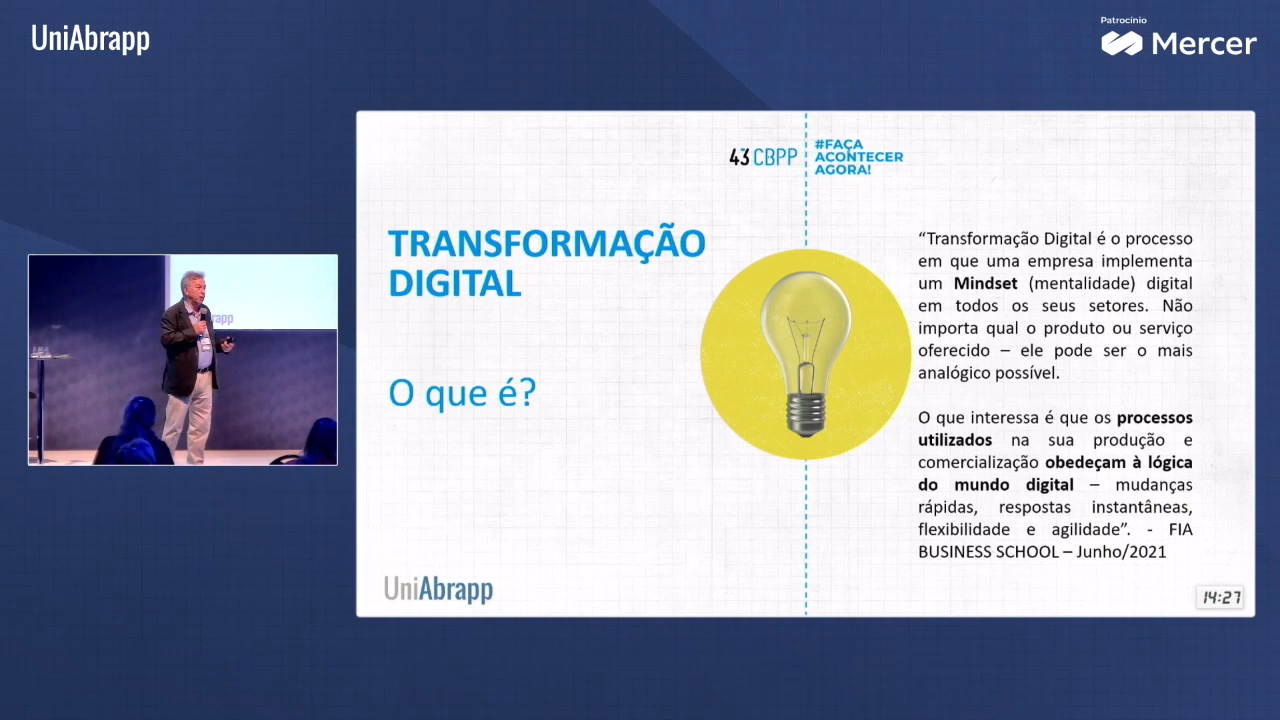 UniAbrapp
Patrocínio
Mercer
43 CBPP
#FAÇA
ACONTECER
AGORA!
TRANSFORMAÇÃO
DIGITAL
O que é?
“Transformação Digital é o processo
em que uma empresa implementa
um Mindset (mentalidade) digital
em todos os seus setores. Não
importa qual o produto ou serviço
oferecido – ele pode ser o mais
analógico possível.
O que interessa é que os processos
utilizados na sua produção e
comercialização obedeçam à lógica
do mundo digital – mudanças
rápidas, respostas instantâneas,
flexibilidade e agilidade”. - FIA
BUSINESS SCHOOL – Junho/2021
rapp
UniAbrapp
14:27